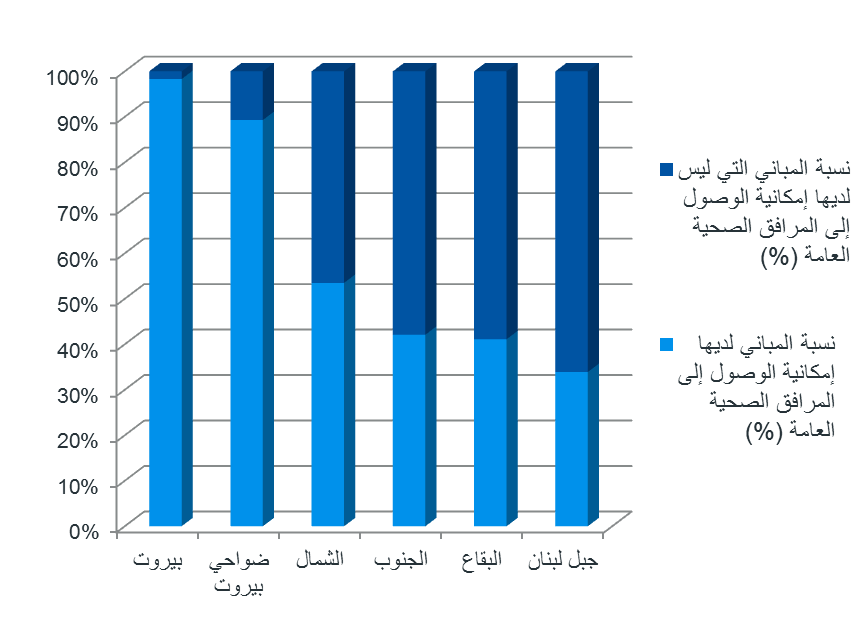 100%
90%
80%
70%
60%
50%
40%
30%
20%
10%
0%
بيروت
ضواحي
بيروت
الشمال
الجنوب
البقاع
جبل لبنان
نسبة المباني التي ليس
لديها إمكانية الوصول
إلى المرافق الصحية
العامة (%)
نسبة المباني لديها
إمكانية الوصول إلى
المرافق الصحية
العامة (%)